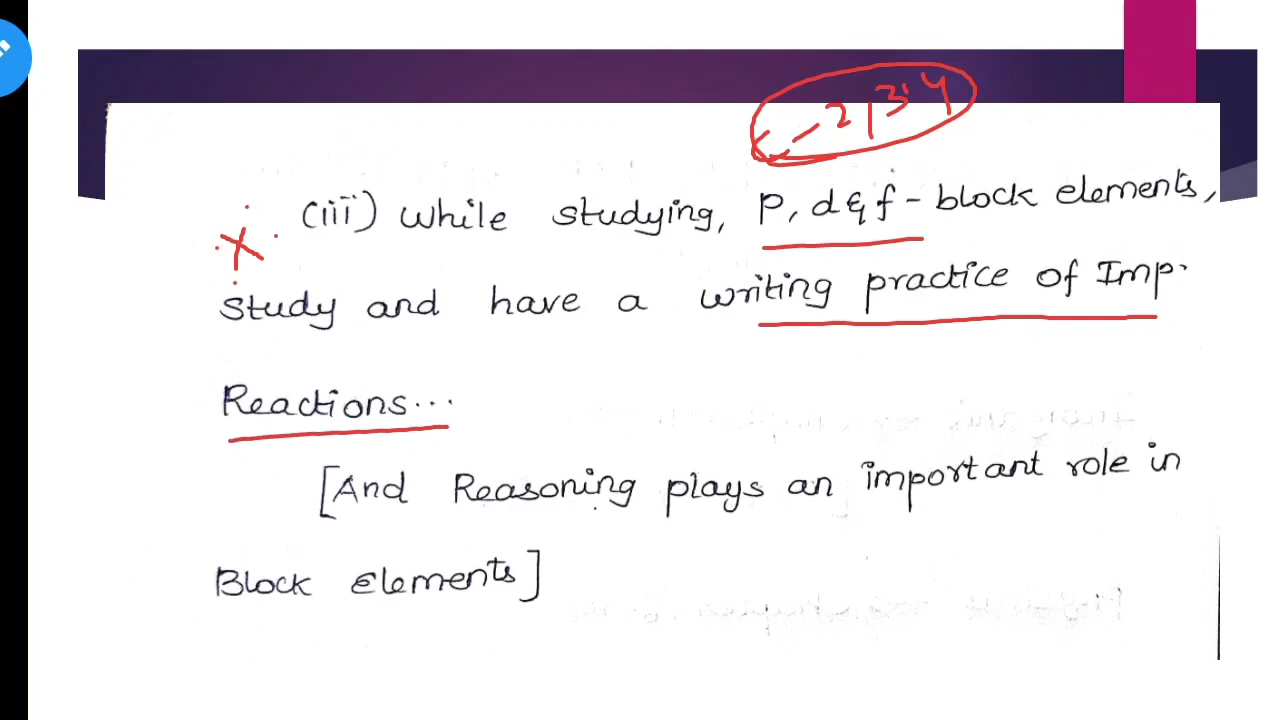 2, 3, 4
(iii) While studying, P, d & f - block elements,
study and have a writing practice of Imp.
Reactions...
[And Reasoning plays an important role in
Block Elements]